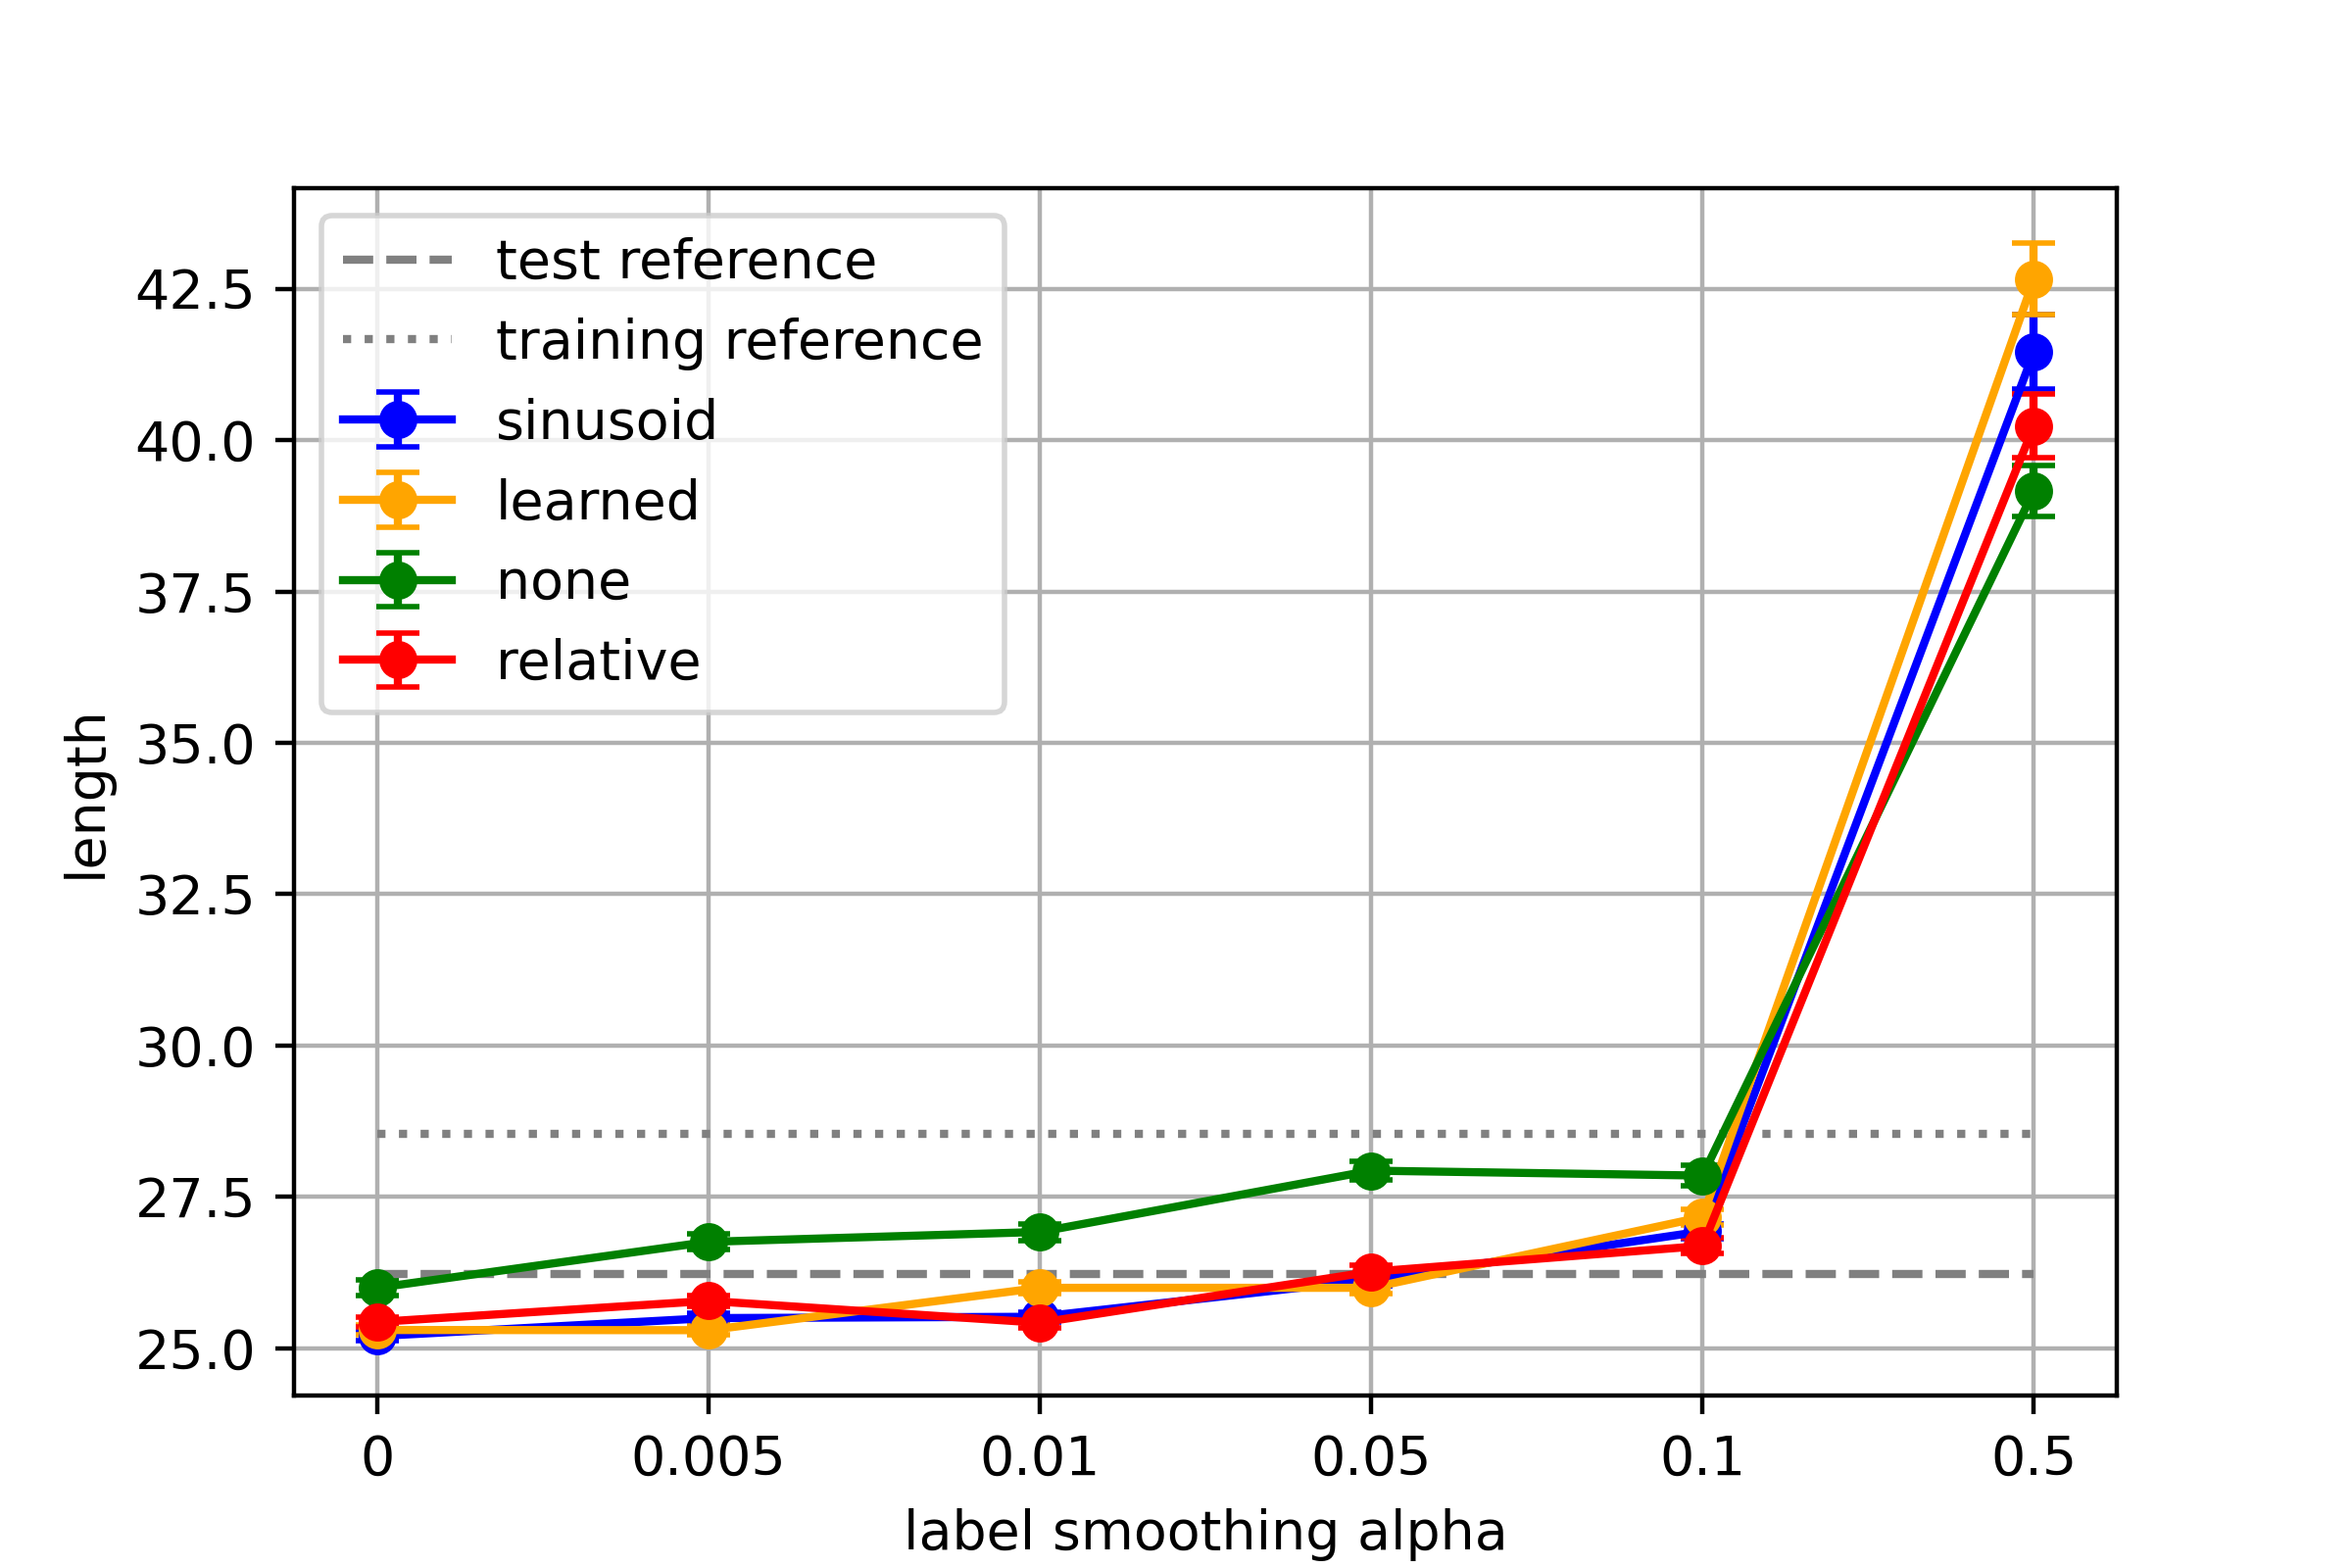 test reference
training reference
sinusoid
learned
none
relative
42.5
40.0
37.5
35.0
32.5
30.0
27.5
25.0
length
0 0.005 0.01 0.05 0.1 0.5
label smoothing alpha